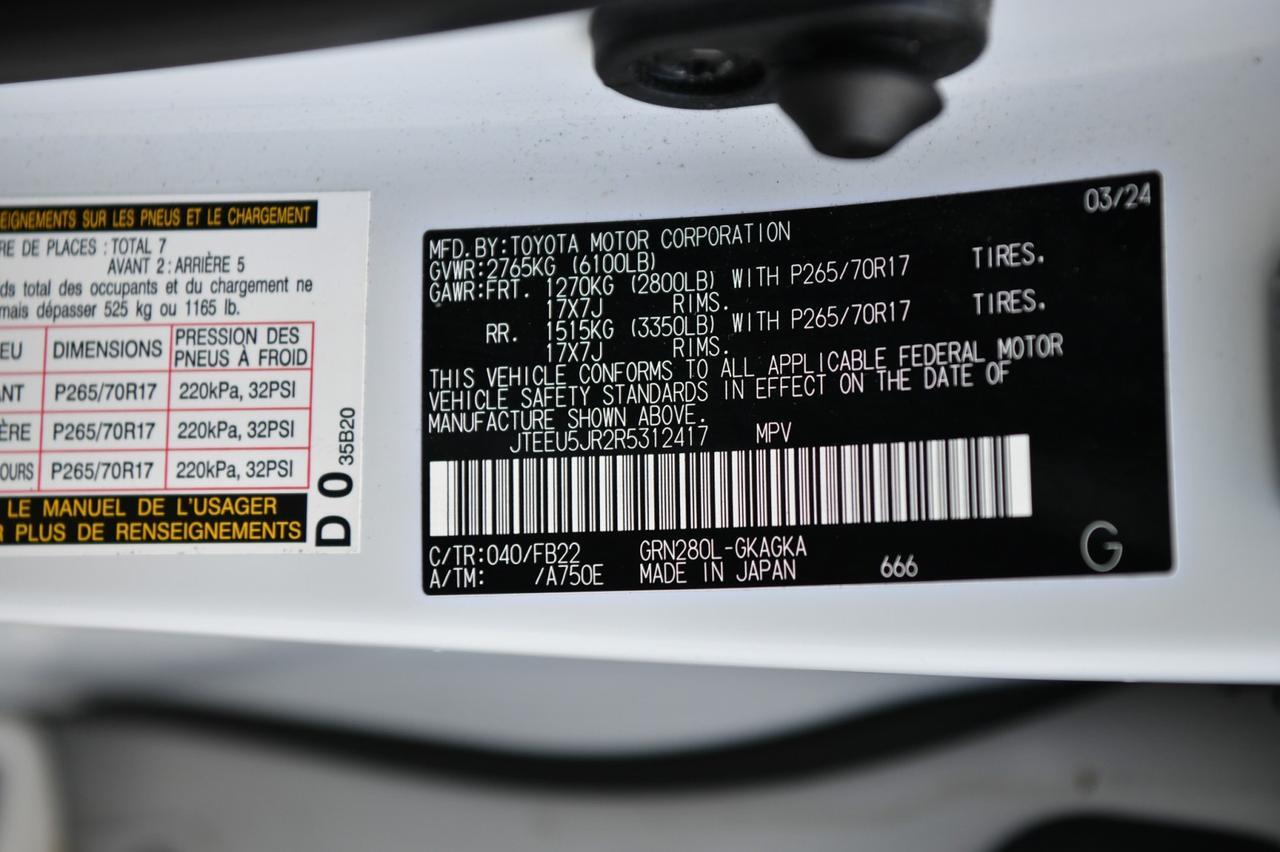 EIGNEMENTS SUR LES PNEUS ET LE CHARGEMENT
RE DE PLACES : TOTAL 7
AVANT 2 : ARRIÈRE 5
ds total des occupants et du chargement ne
mais dépasser 525 kg ou 1165 lb.
EU DIMENSIONS PRESSION DES PNEUS À FROID
ANT P265/70R17 220kPa, 32PSI
ÈRE P265/70R17 220kPa, 32PSI
OURS P265/70R17 220kPa, 32PSI
LE MANUEL DE L'USAGER
R PLUS DE RENSEIGNEMENTS
D 0 35B20
03/24
MFD. BY: TOYOTA MOTOR CORPORATION
GVWR: 2765KG (6100LB)
GAWR: FRT. 1270KG (2800LB) WITH P265/70R17 TIRES.
17X7J RIMS.
RR. 1515KG (3350LB) WITH P265/70R17 TIRES.
17X7J RIMS.
THIS VEHICLE CONFORMS TO ALL APPLICABLE FEDERAL MOTOR
VEHICLE SAFETY STANDARDS IN EFFECT ON THE DATE OF
MANUFACTURE SHOWN ABOVE.
JTEEU5JR2R5312417 MPV
C/TR: 040/FB22 GRN280L-GKAGKA
A/TM: /A750E MADE IN JAPAN 666
G